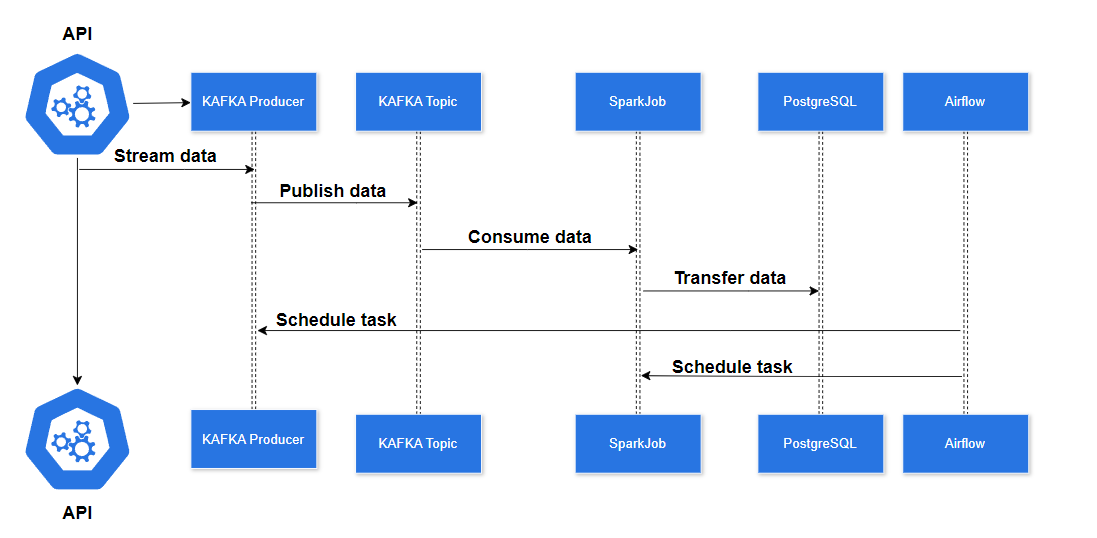 API
KAFKA Producer
KAFKA Topic
SparkJob
PostgreSQL
Airflow
Stream data
Publish data
Consume data
Transfer data
Schedule task
Schedule task
KAFKA Producer
KAFKA Topic
SparkJob
PostgreSQL
Airflow
API